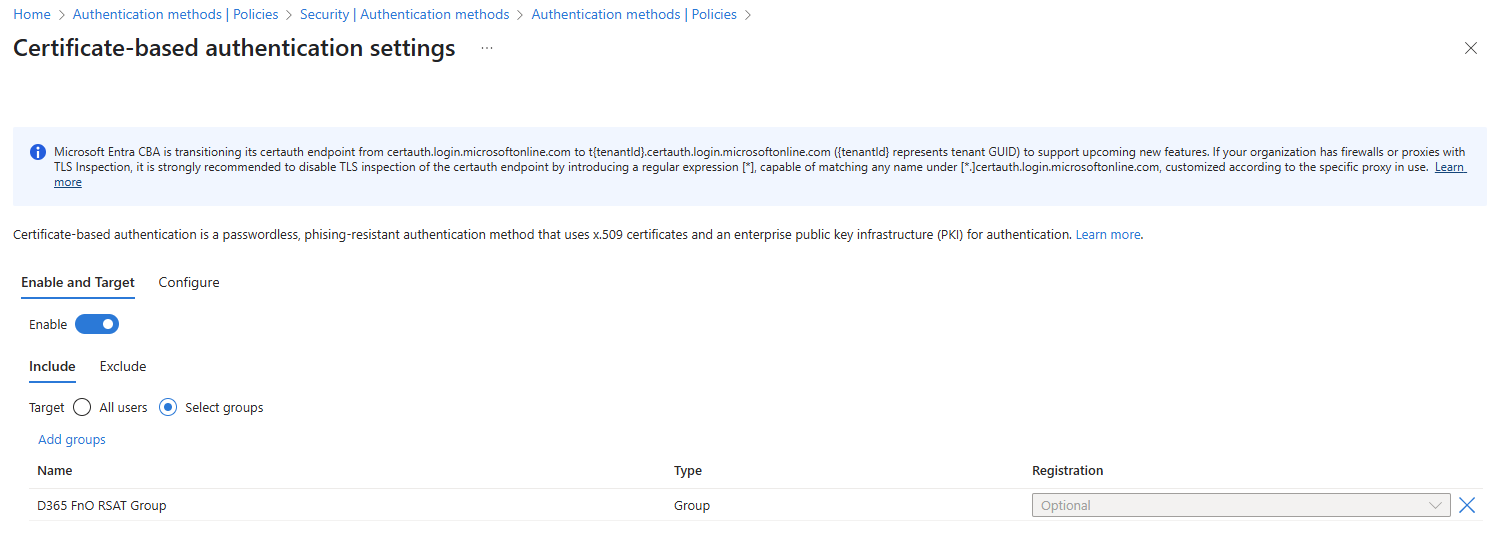 Home > Authentication methods | Policies > Security | Authentication methods > Authentication methods | Policies >
Certificate-based authentication settings ...
Microsoft Entra CBA is transitioning its certauth endpoint from certauth.login.microsoftonline.com to t{tenantId}.certauth.login.microsoftonline.com ({tenantId} represents tenant GUID) to support upcoming new features. If your organization has firewalls or proxies with
TLS Inspection, it is strongly recommended to disable TLS inspection of the certauth endpoint by introducing a regular expression [*], capable of matching any name under [*.]certauth.login.microsoftonline.com, customized according to the specific proxy in use. Learn
more
Certificate-based authentication is a passwordless, phising-resistant authentication method that uses x.509 certificates and an enterprise public key infrastructure (PKI) for authentication. Learn more.
Enable and Target Configure
Enable
Include Exclude
Target All users Select groups
Add groups
Name Type Registration
D365 FnO RSAT Group Group Optional